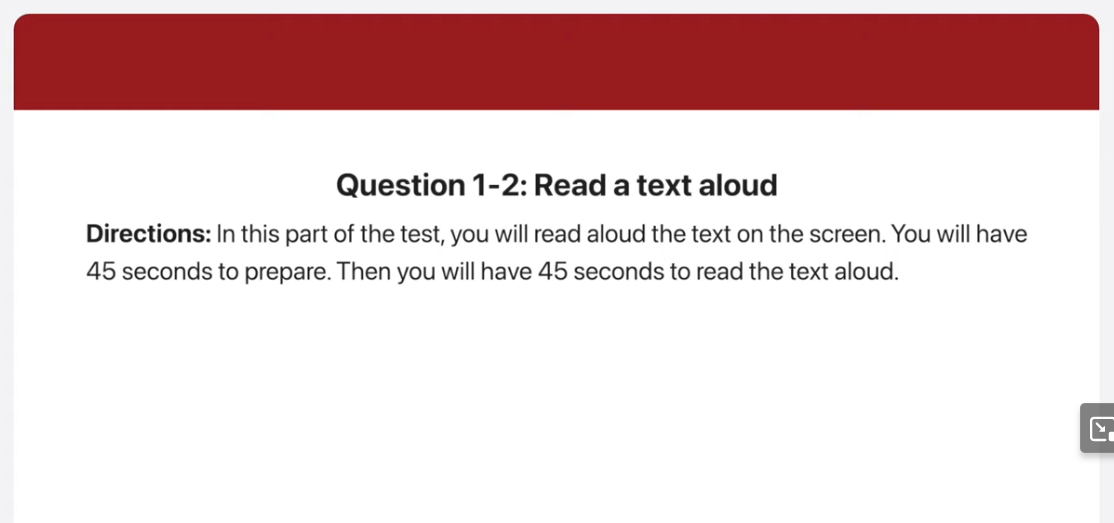 Question 1-2: Read a text aloud
Directions: In this part of the test, you will read aloud the text on the screen. You will have
45 seconds to prepare. Then you will have 45 seconds to read the text aloud.